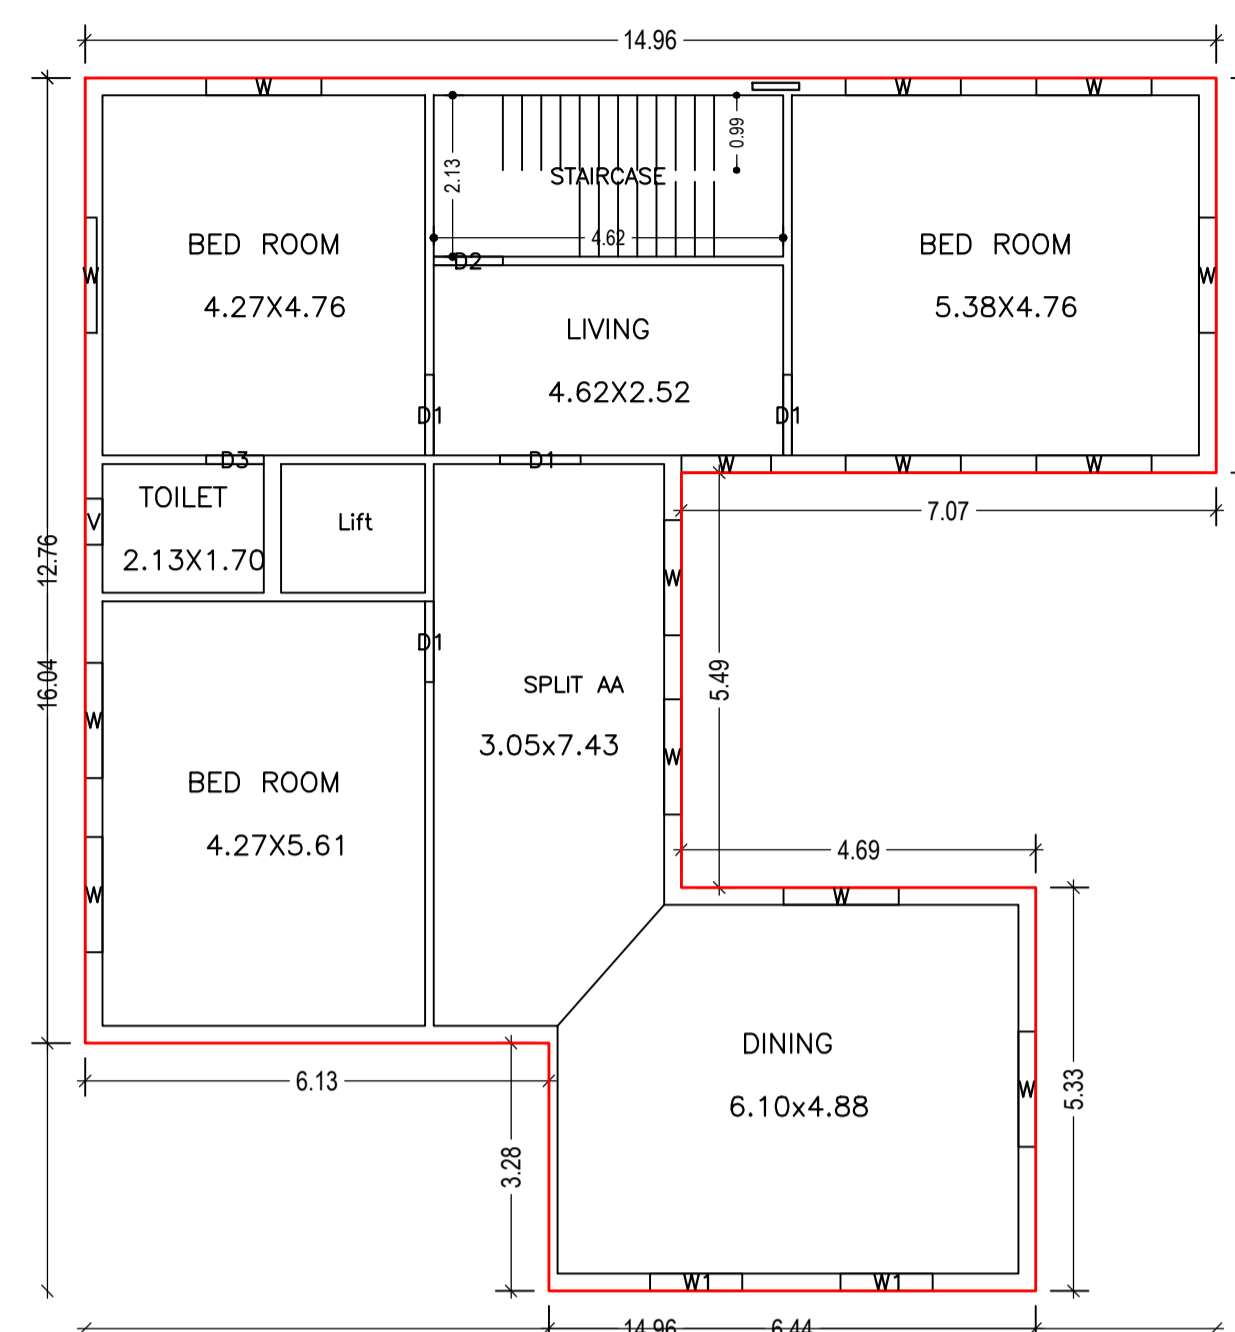 14.96
W
W
W
2.13
0.99
STAIRCASE
4.62
D2
BED ROOM
4.27X4.76
W
LIVING
4.62X2.52
BED ROOM
5.38X4.76
W
D1
D1
D3
D1
W
W
W
TOILET
2.13X1.70
V
Lift
7.07
12.76
16.04
W
D1
SPLIT AA
3.05x7.43
5.49
W
W
BED ROOM
4.27X5.61
W
4.69
W
DINING
6.10x4.88
W
5.33
6.13
3.28
W1
W1
14.96
6.44